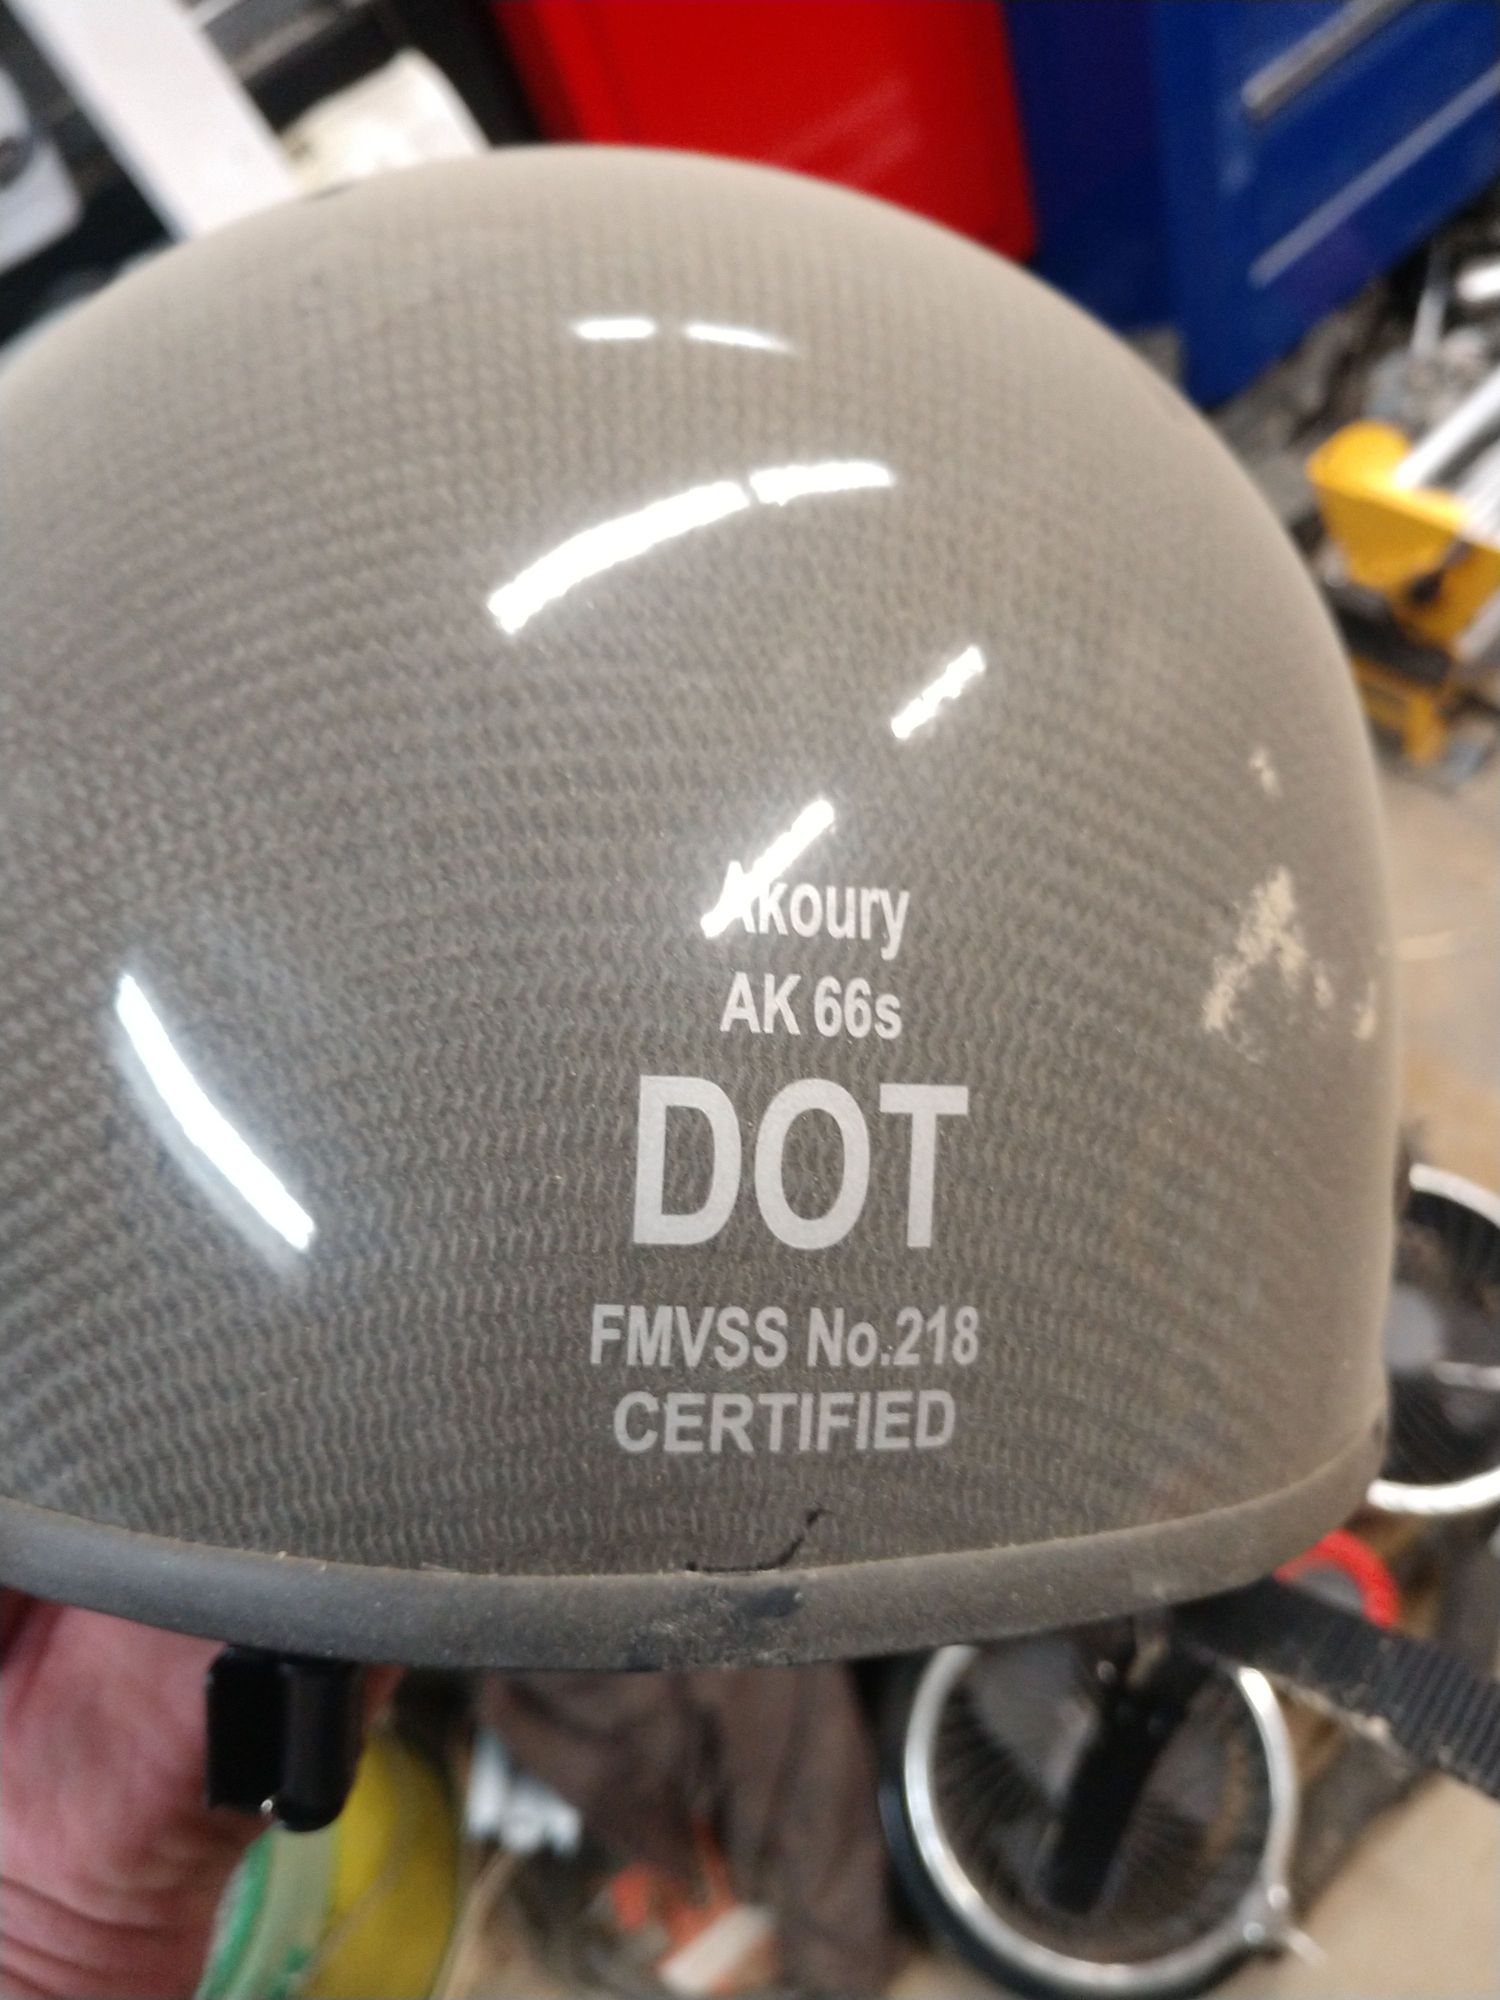 Akoury
AK 66s
DOT
FMVSS No.218
CERTIFIED